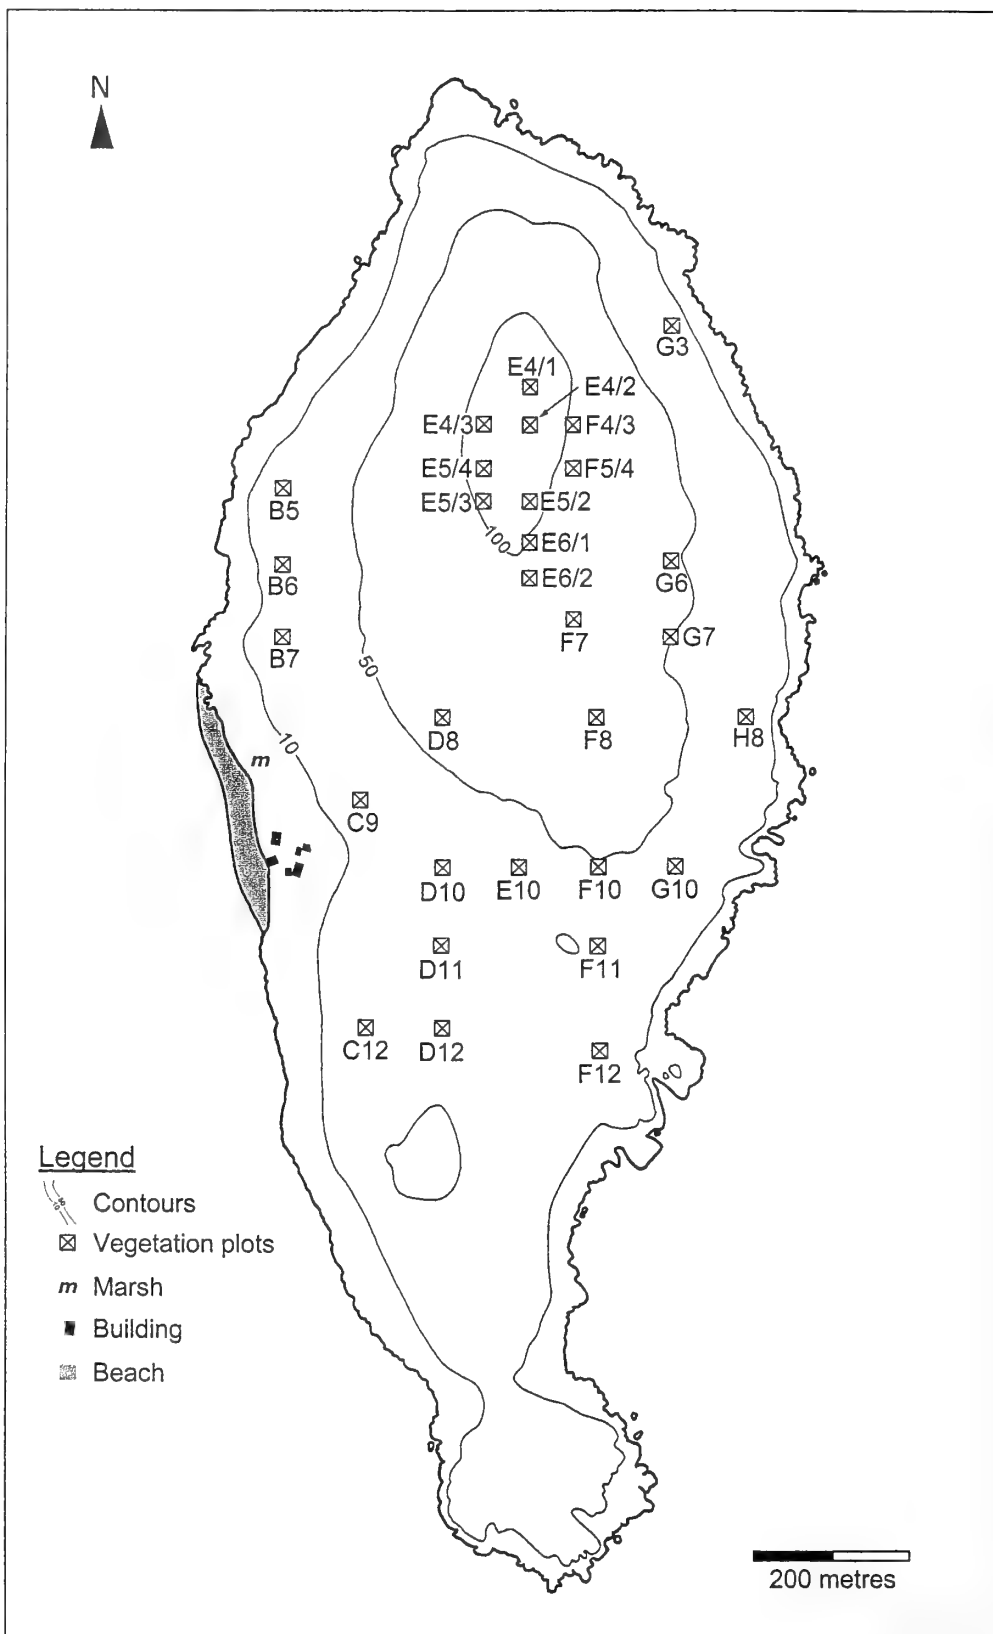 N
G3
E4/1
E4/2
E4/3
F4/3
E5/4
F5/4
B5
E5/3
E5/2
100
E6/1
B6
E6/2
G6
F7
G7
B7
50
D8
F8
H8
10
m
C9
D10
E10
F10
G10
D11
F11
C12
D12
F12
Legend
Contours
Vegetation plots
m Marsh
Building
Beach
200 metres